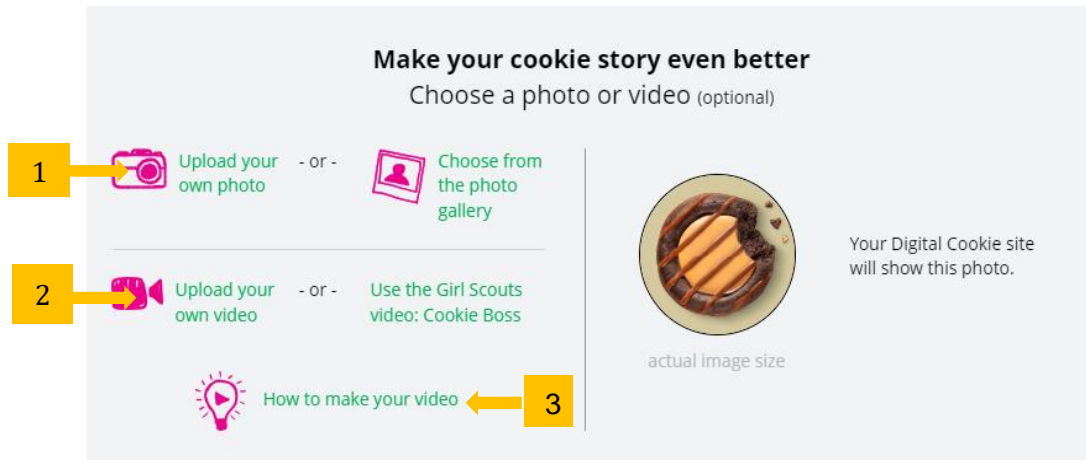 Make your cookie story even better
Choose a photo or video (optional)
1
Upload your
own photo
- or -
Choose from
the photo
gallery
2
Upload your
own video
- or -
Use the Girl Scouts
video: Cookie Boss
How to make your video
3
Your Digital Cookie site
will show this photo.
actual image size